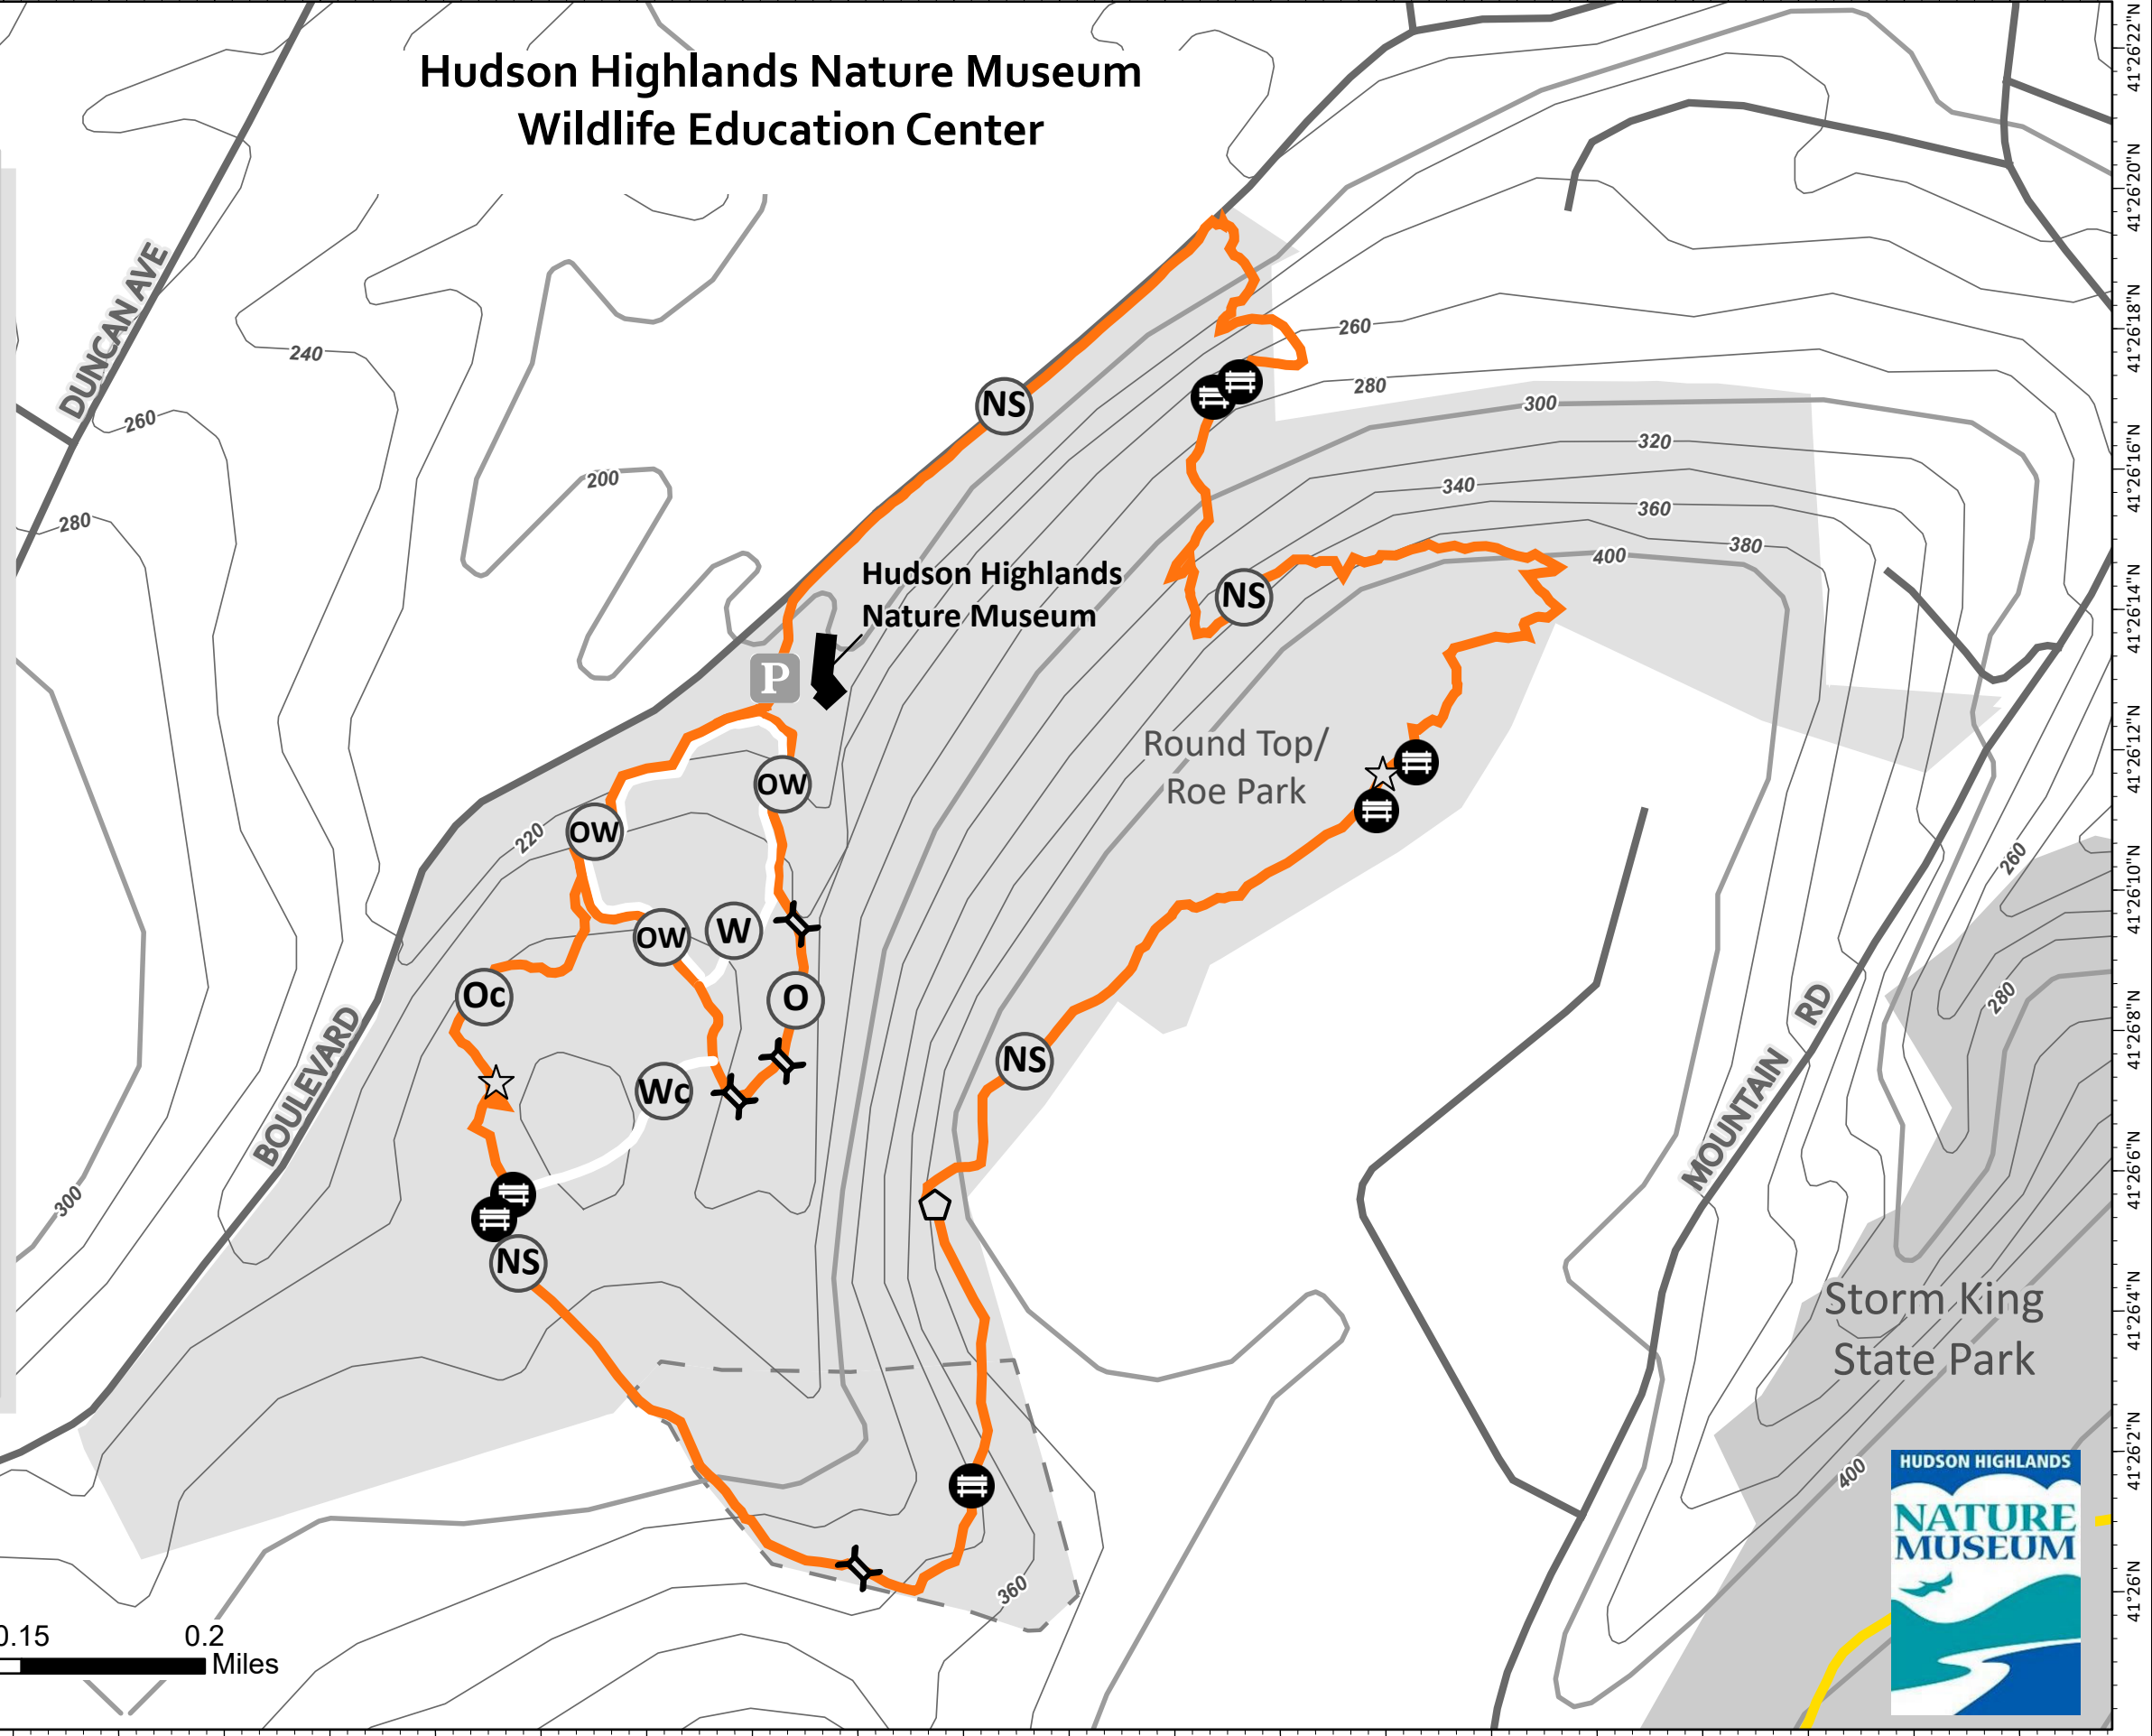 Hudson Highlands Nature Museum
Wildlife Education Center
41°26'22"N
41°26'20"N
41°26'18"N
41°26'16"N
41°26'14"N
41°26'12"N
41°26'10"N
41°26'8"N
41°26'6"N
41°26'4"N
41°26'2"N
41°26'N
DUNCAN AVE
240
260
280
200
NS
260
280
300
320
340
360
380
400
Hudson Highlands
Nature Museum
NS
P
Round Top/
Roe Park
OW
OW
220
OW
W
Oc
O
BOULEVARD
Wc
NS
300
NS
MOUNTAIN RD
260
280
Storm King
State Park
400
360
0.15
0.2
Miles
HUDSON HIGHLANDS
NATURE
MUSEUM